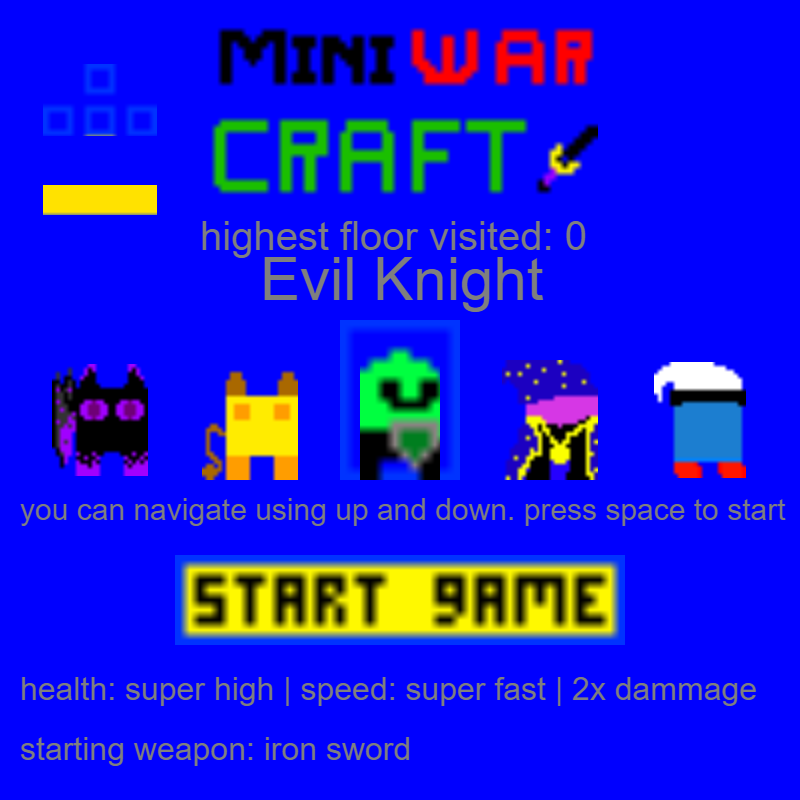 MINI WAR
CRAFT
highest floor visited: 0
Evil Knight
you can navigate using up and down. press space to start
START GAME
health: super high | speed: super fast | 2x dammage
starting weapon: iron sword